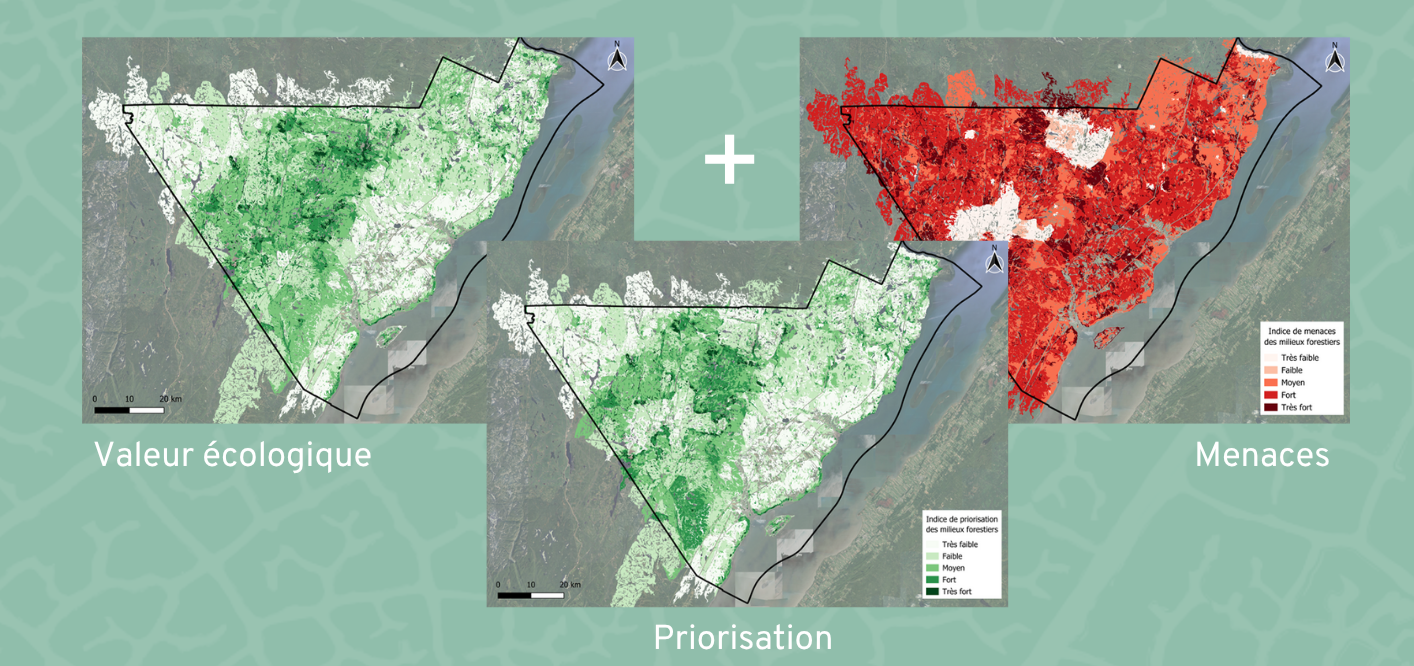 N
0 10 20 km
Valeur écologique
+
N
Indice de menaces
des milieux forestiers
Très faible
Faible
Moyen
Fort
Très fort
Menaces
N
0 10 20 km
Indice de priorisation
des milieux forestiers
Très faible
Faible
Moyen
Fort
Très fort
Priorisation